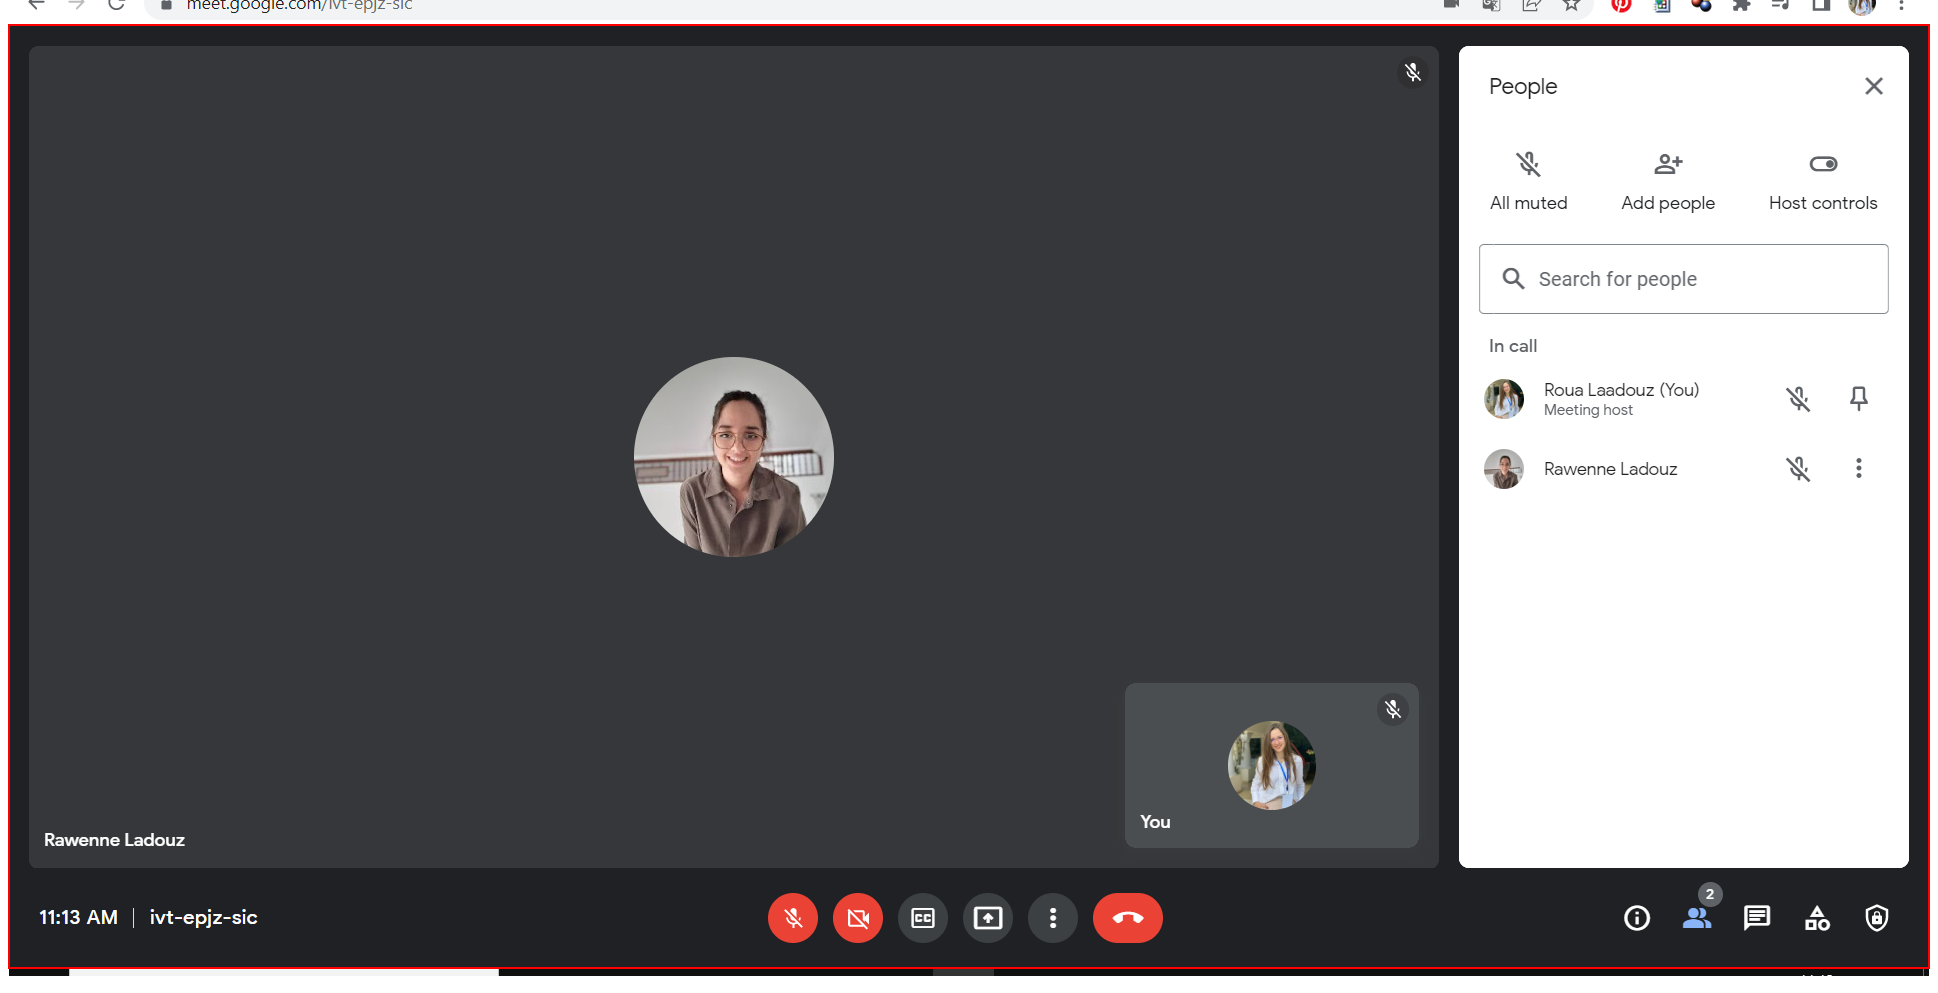 meet.google.com/ivt-epjz-sic
People
All muted
Add people
Host controls
Search for people
In call
Roua Laadouz (You)
Meeting host
Rawenne Ladouz
You
Rawenne Ladouz
11:13 AM | ivt-epjz-sic
CC
2